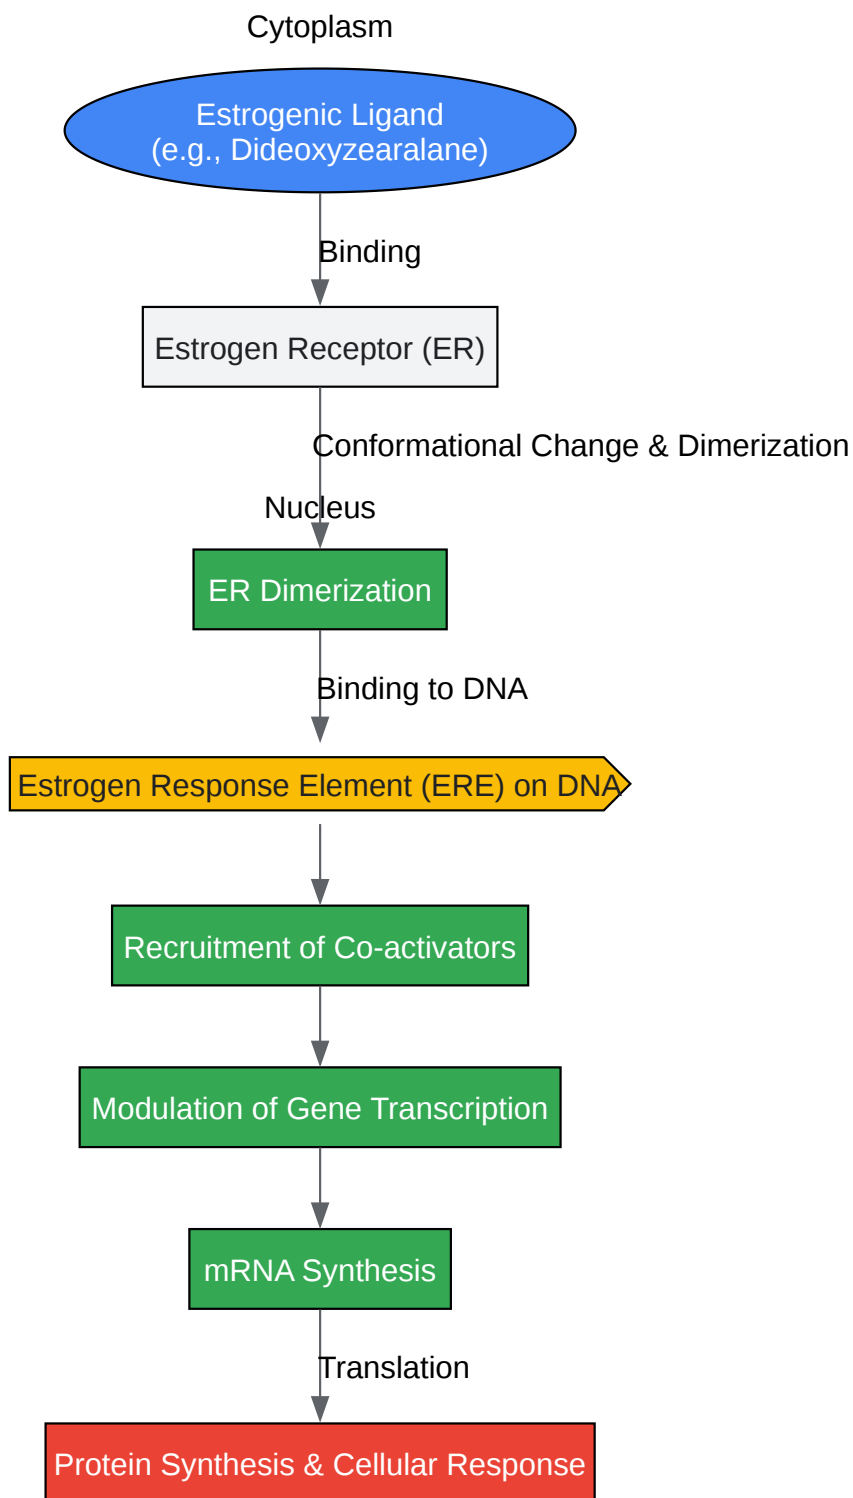 Cytoplasm
Estrogenic Ligand
(e.g., Dideoxyzearalane)
Binding
Estrogen Receptor (ER)
Conformational Change & Dimerization
Nucleus
ER Dimerization
Binding to DNA
Estrogen Response Element (ERE) on DNA
Recruitment of Co-activators
Modulation of Gene Transcription
mRNA Synthesis
Translation
Protein Synthesis & Cellular Response